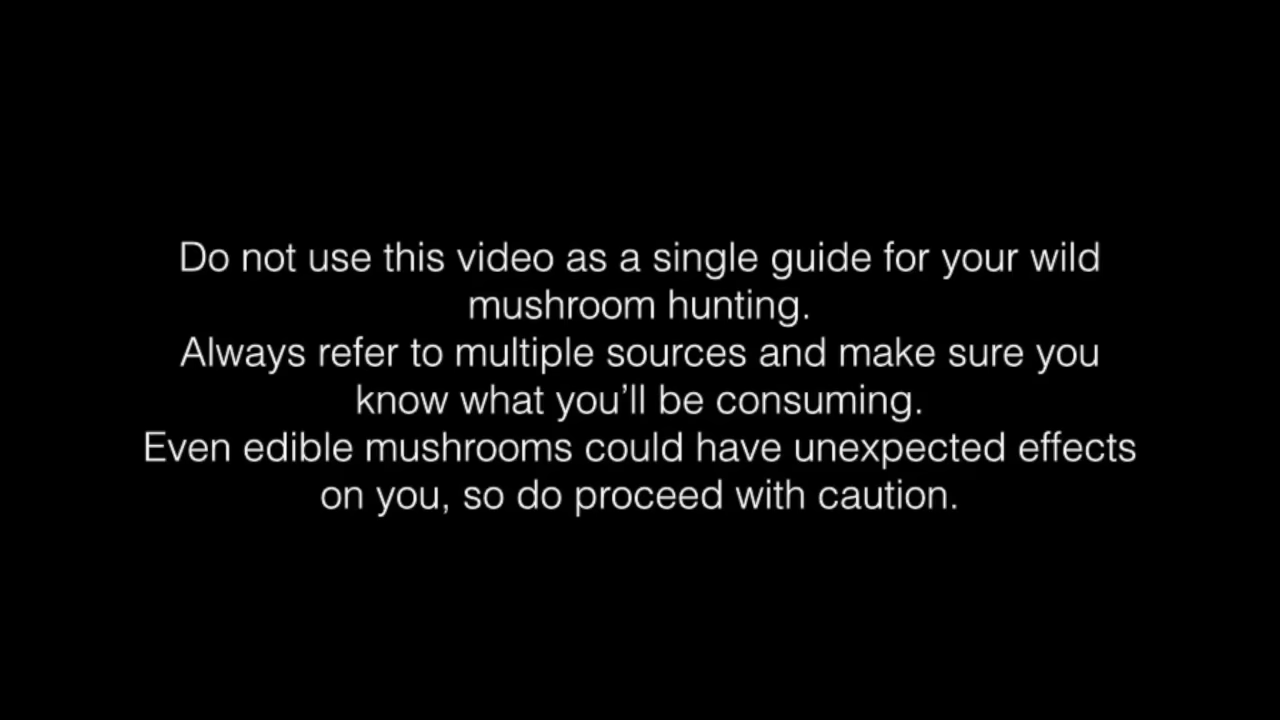 Do not use this video as a single guide for your wild
mushroom hunting.
Always refer to multiple sources and make sure you
know what you’ll be consuming.
Even edible mushrooms could have unexpected effects
on you, so do proceed with caution.